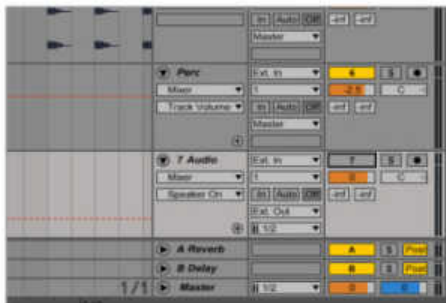 In Auto Off -inf -inf
Master
Perc Ext. In 6 S
Mixer 1 -2.5 C
Track Volume In Auto Off -inf -inf
Master
7 Audio Ext. In 7 S
Mixer 1 0 C
Speaker On In Auto Off -inf -inf
Ext. Out
1/2
A Reverb A S Post
B Delay B S Post
1/1 Master 1/2 0 0